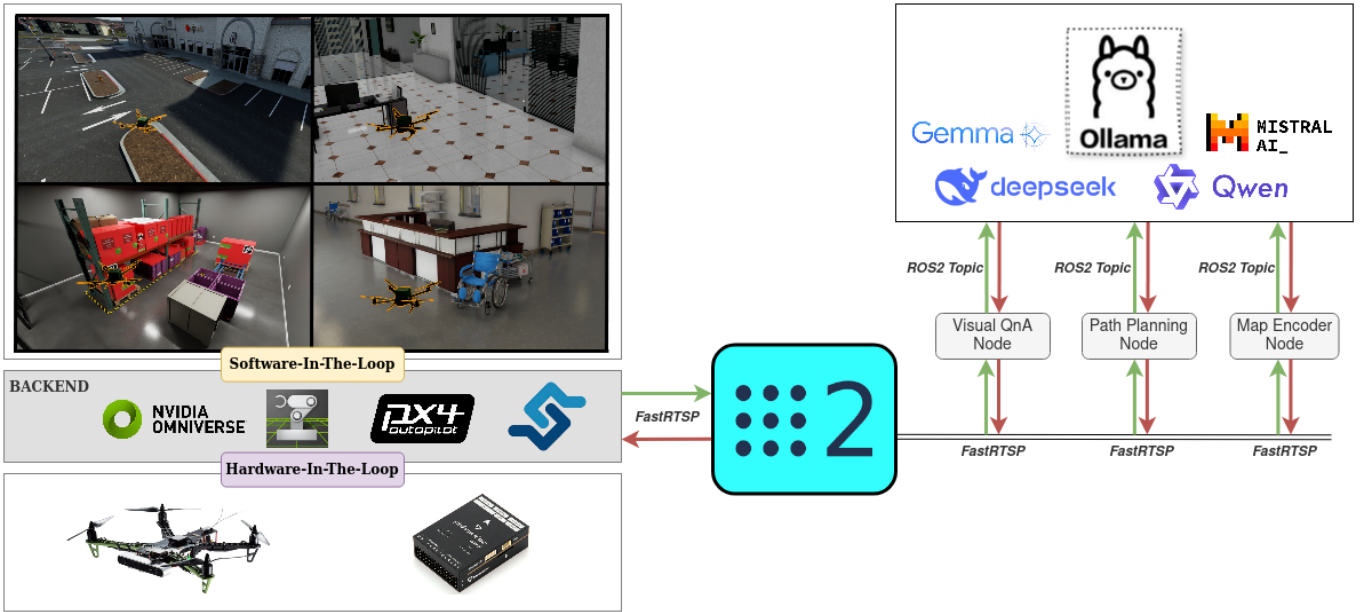 Software-In-The-Loop
BACKEND
NVIDIA
OMNIVERSE
px4
autopilot
Hardware-In-The-Loop
FastRTSP
2
Ollama
Gemma
MISTRAL
AI_
deepseek
Qwen
ROS2 Topic
ROS2 Topic
ROS2 Topic
Visual QnA
Node
Path Planning
Node
Map Encoder
Node
FastRTSP
FastRTSP
FastRTSP